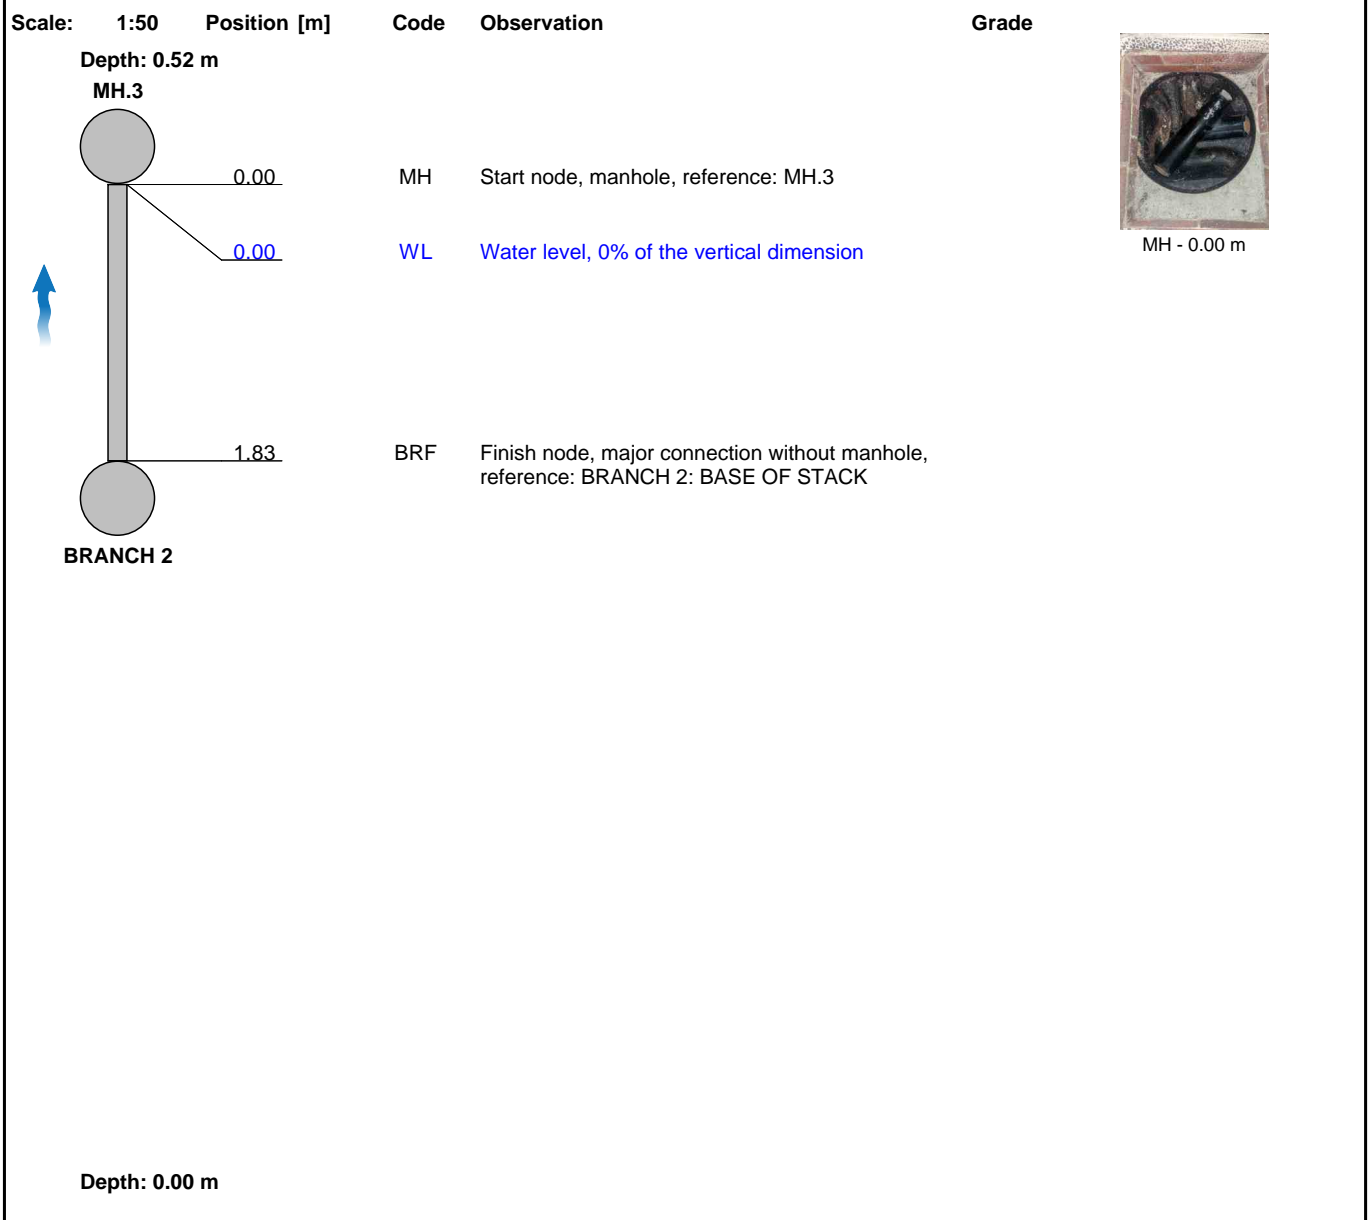 Scale: 1:50 Position [m] Code Observation Grade
Depth: 0.52 m
MH.3
0.00 MH Start node, manhole, reference: MH.3
0.00 WL Water level, 0% of the vertical dimension
MH - 0.00 m
1.83 BRF Finish node, major connection without manhole,
reference: BRANCH 2: BASE OF STACK
BRANCH 2
Depth: 0.00 m